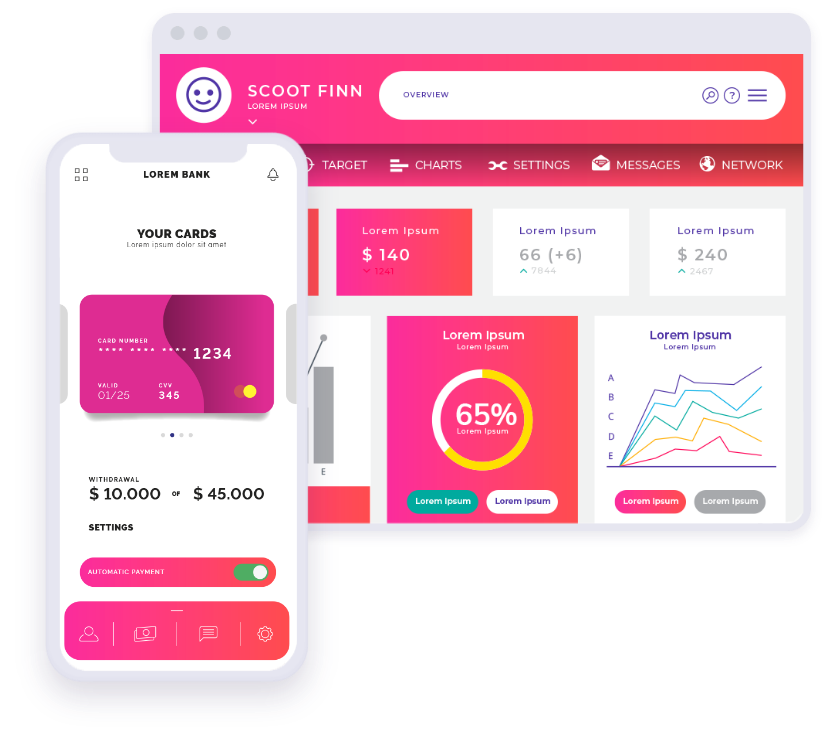 SCOOT FINN
LOREM IPSUM
OVERVIEW
?
TARGET
CHARTS
SETTINGS
MESSAGES
NETWORK
Lorem Ipsum
$ 140
1241
Lorem Ipsum
66 (+6)
7844
Lorem Ipsum
$ 240
2467
E
Lorem Ipsum
Lorem Ipsum
65%
Lorem Ipsum
Lorem Ipsum
Lorem Ipsum
Lorem Ipsum
Lorem Ipsum
A
B
C
D
E
Lorem Ipsum
Lorem Ipsum
LOREM BANK
YOUR CARDS
Lorem ipsum dolor sit amet
CARD NUMBER
**** **** **** 1234
VALID
01/25
CVV
345
WITHDRAWAL
$ 10.000 OF $ 45.000
SETTINGS
AUTOMATIC PAYMENT